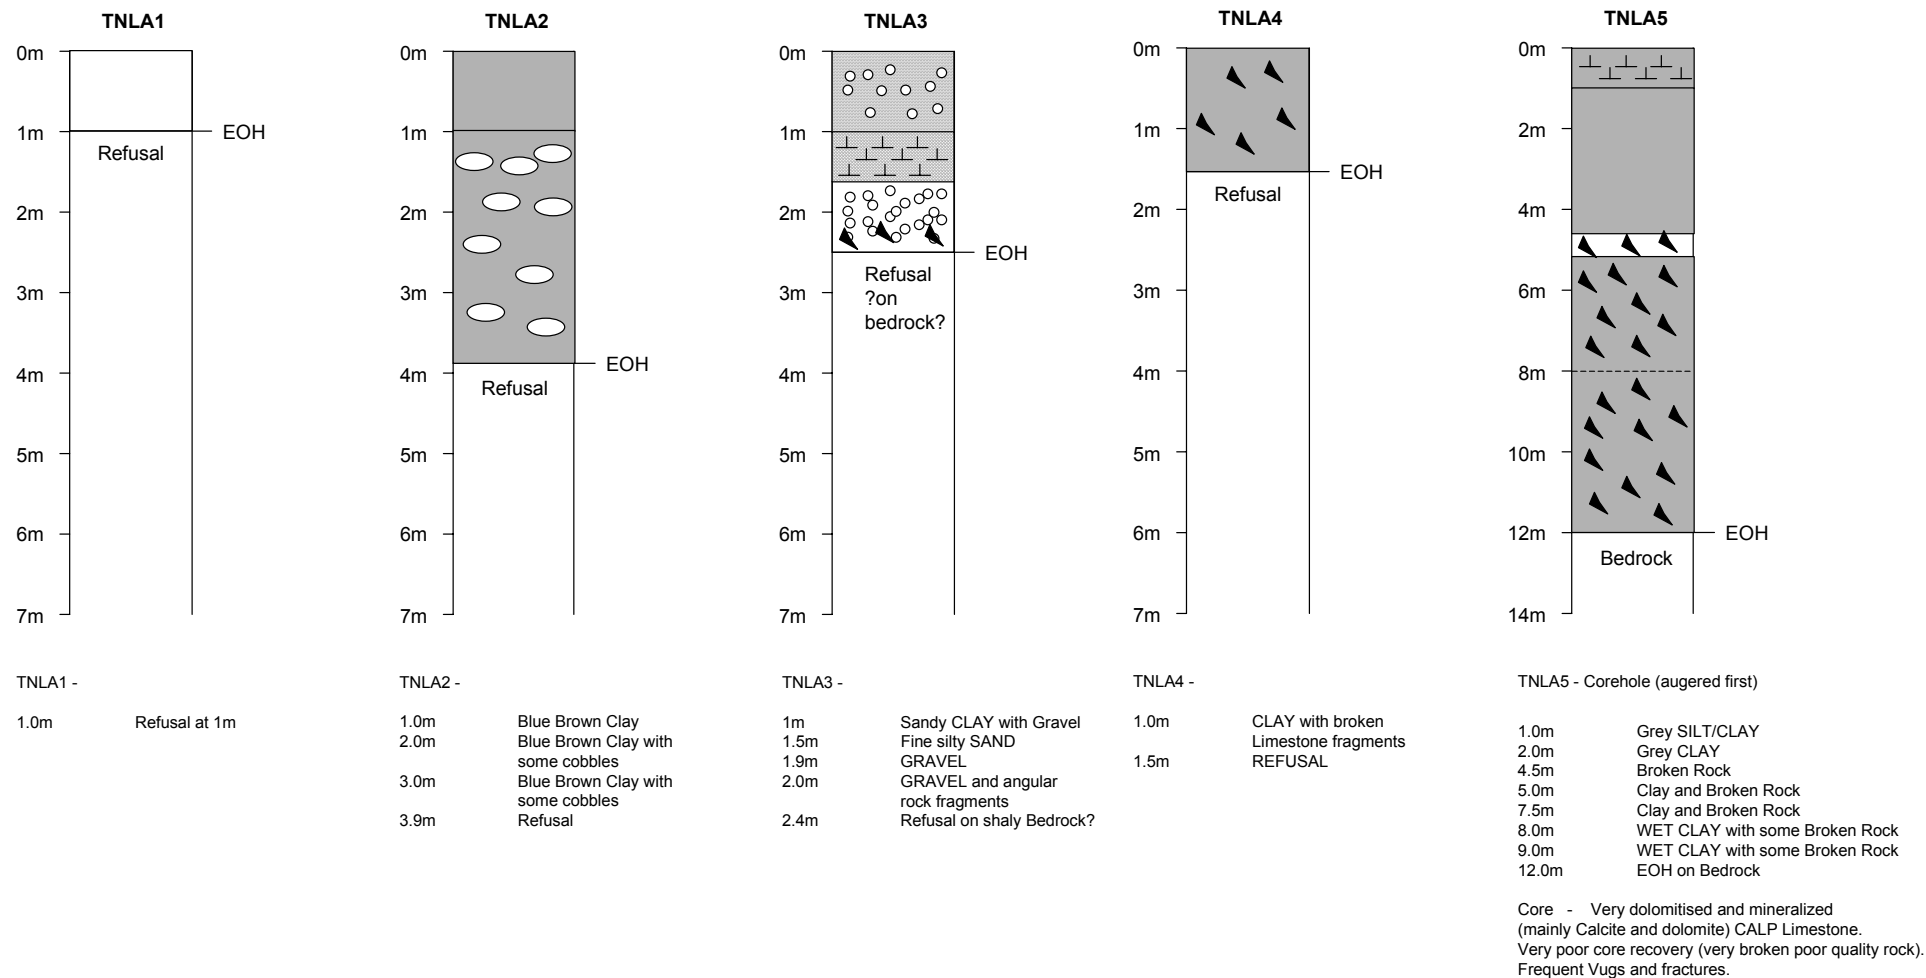 TNLA1
0m
1m
EOH
Refusal
2m
3m
4m
5m
6m
7m
TNLA2
0m
1m
2m
3m
EOH
4m
Refusal
5m
6m
7m
TNLA3
0m
1m
2m
EOH
Refusal
?on
bedrock?
3m
4m
5m
6m
7m
TNLA4
0m
1m
EOH
Refusal
2m
3m
4m
5m
6m
7m
TNLA5
0m
2m
4m
6m
8m
10m
12m
EOH
Bedrock
14m
TNLA1 -
1.0m Refusal at 1m
TNLA2 -
1.0m Blue Brown Clay
2.0m Blue Brown Clay with
some cobbles
3.0m Blue Brown Clay with
some cobbles
3.9m Refusal
TNLA3 -
1m Sandy CLAY with Gravel
1.5m Fine silty SAND
1.9m GRAVEL
2.0m GRAVEL and angular
rock fragments
2.4m Refusal on shaly Bedrock?
TNLA4 -
1.0m CLAY with broken
Limestone fragments
1.5m REFUSAL
TNLA5 - Corehole (augered first)
1.0m Grey SILT/CLAY
2.0m Grey CLAY
4.5m Broken Rock
5.0m Clay and Broken Rock
7.5m Clay and Broken Rock
8.0m WET CLAY with some Broken Rock
9.0m WET CLAY with some Broken Rock
12.0m EOH on Bedrock
Core - Very dolomitised and mineralized
(mainly Calcite and dolomite) CALP Limestone.
Very poor core recovery (very broken poor quality rock).
Frequent Vugs and fractures.